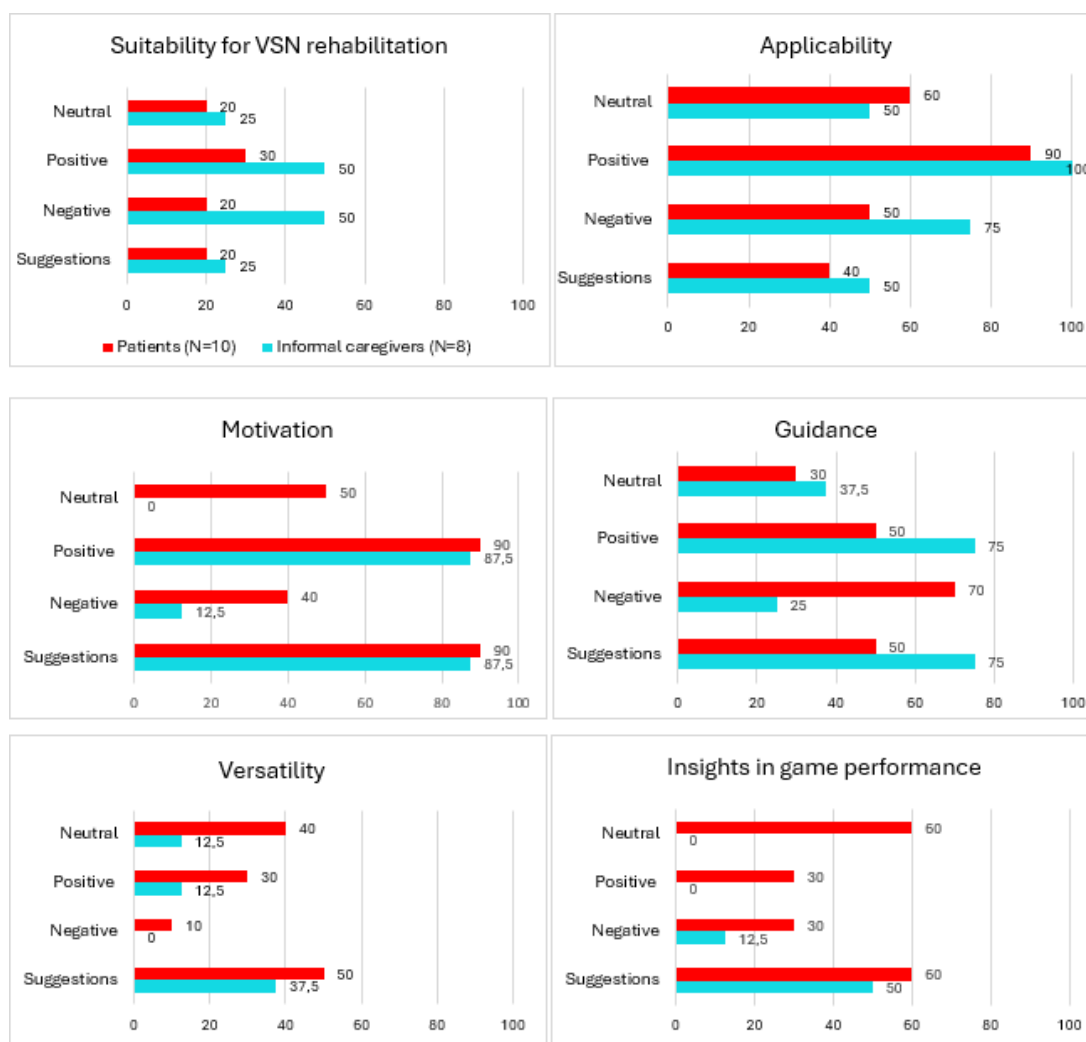 Suitability for VSN rehabilitation
Neutral
20
25
Positive
30
50
Negative
20
50
Suggestions
20
25
0 20 40 60 80 100
Patients (N=10) Informal caregivers (N=8)
Applicability
Neutral
60
50
Positive
90
100
Negative
50
75
Suggestions
40
50
0 20 40 60 80 100
Motivation
Neutral
50
0
Positive
90
87,5
Negative
40
12,5
Suggestions
90
87,5
0 20 40 60 80 100
Guidance
Neutral
30
37,5
Positive
50
75
Negative
70
25
Suggestions
50
75
0 20 40 60 80 100
Versatility
Neutral
40
12,5
Positive
30
12,5
Negative
10
0
Suggestions
50
37,5
0 20 40 60 80 100
Insights in game performance
Neutral
60
0
Positive
30
0
Negative
30
12,5
Suggestions
60
50
0 20 40 60 80 100